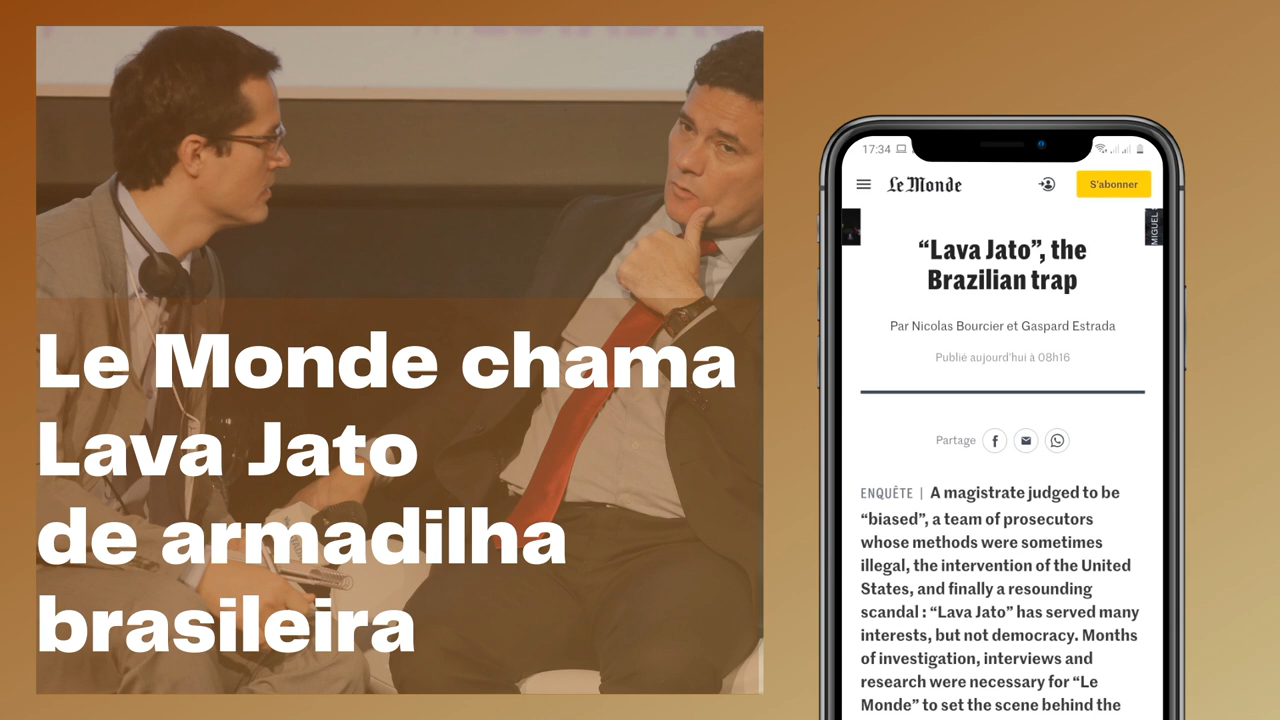 Le Monde chama
Lava Jato
de armadilha
brasileira
17:34
Le Monde
S'abonner
MIGUEL
“Lava Jato”, the
Brazilian trap
Par Nicolas Bourcier et Gaspard Estrada
Publié aujourd'hui à 08h16
Partage
ENQUÊTE | A magistrate judged to be
“biased”, a team of prosecutors
whose methods were sometimes
illegal, the intervention of the United
States, and finally a resounding
scandal : “Lava Jato” has served many
interests, but not democracy. Months
of investigation, interviews and
research were necessary for “Le
Monde” to set the scene behind the